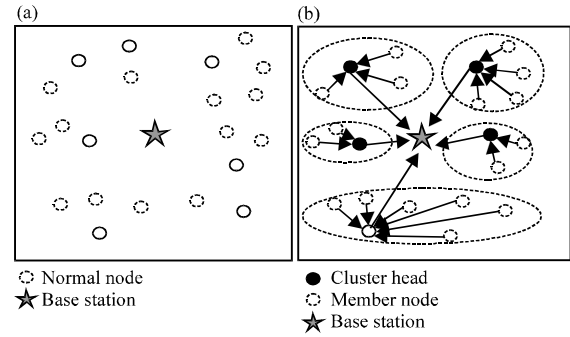 (a)
(b)
Normal node
Base station
Cluster head
Member node
Base station